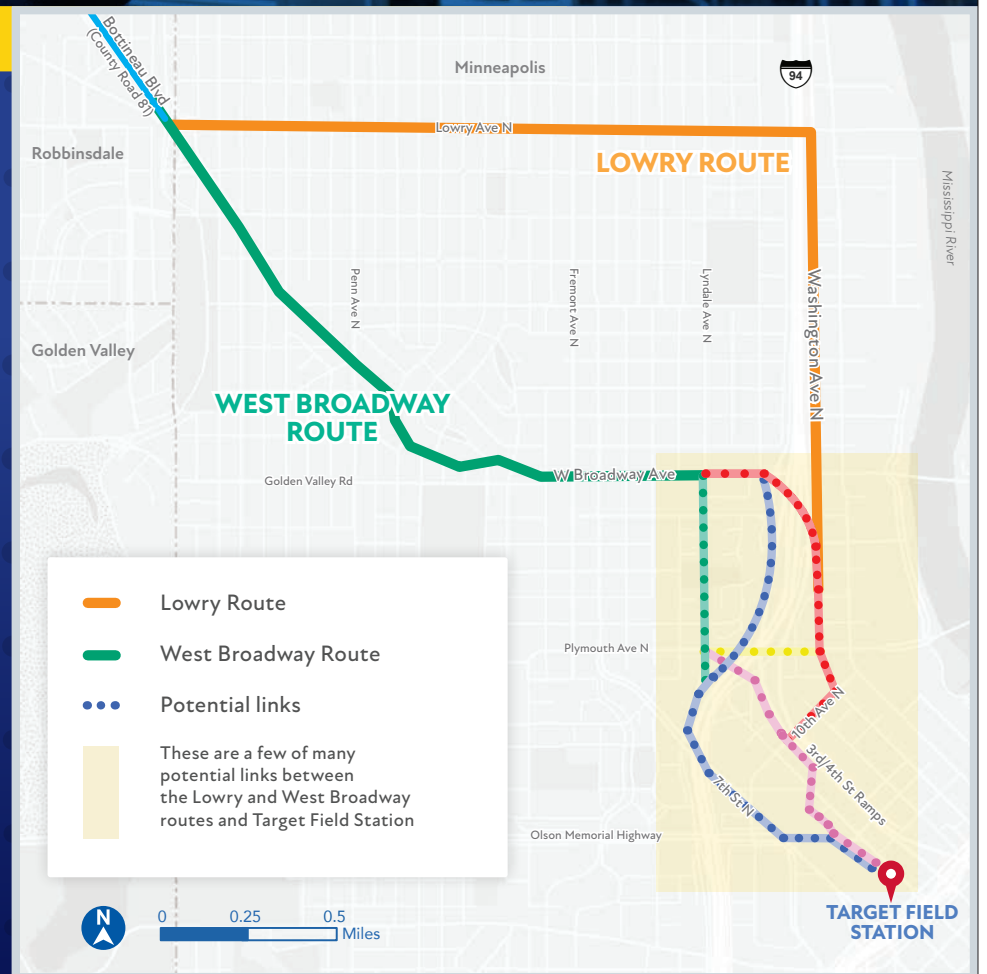 Bottineau Blvd
(County Road 81)
Minneapolis
94
Lowry Ave N
Robbinsdale
LOWRY ROUTE
Mississippi River
Penn Ave N
Fremont Ave N
Lyndale Ave N
Washington Ave N
Golden Valley
WEST BROADWAY
ROUTE
W Broadway Ave
Golden Valley Rd
Lowry Route
West Broadway Route
Potential links
These are a few of many
potential links between
the Lowry and West Broadway
routes and Target Field Station
Plymouth Ave N
10th Ave N
3rd/4th St Ramps
7th St N
Olson Memorial Highway
TARGET FIELD
STATION
N
0 0.25 0.5
Miles